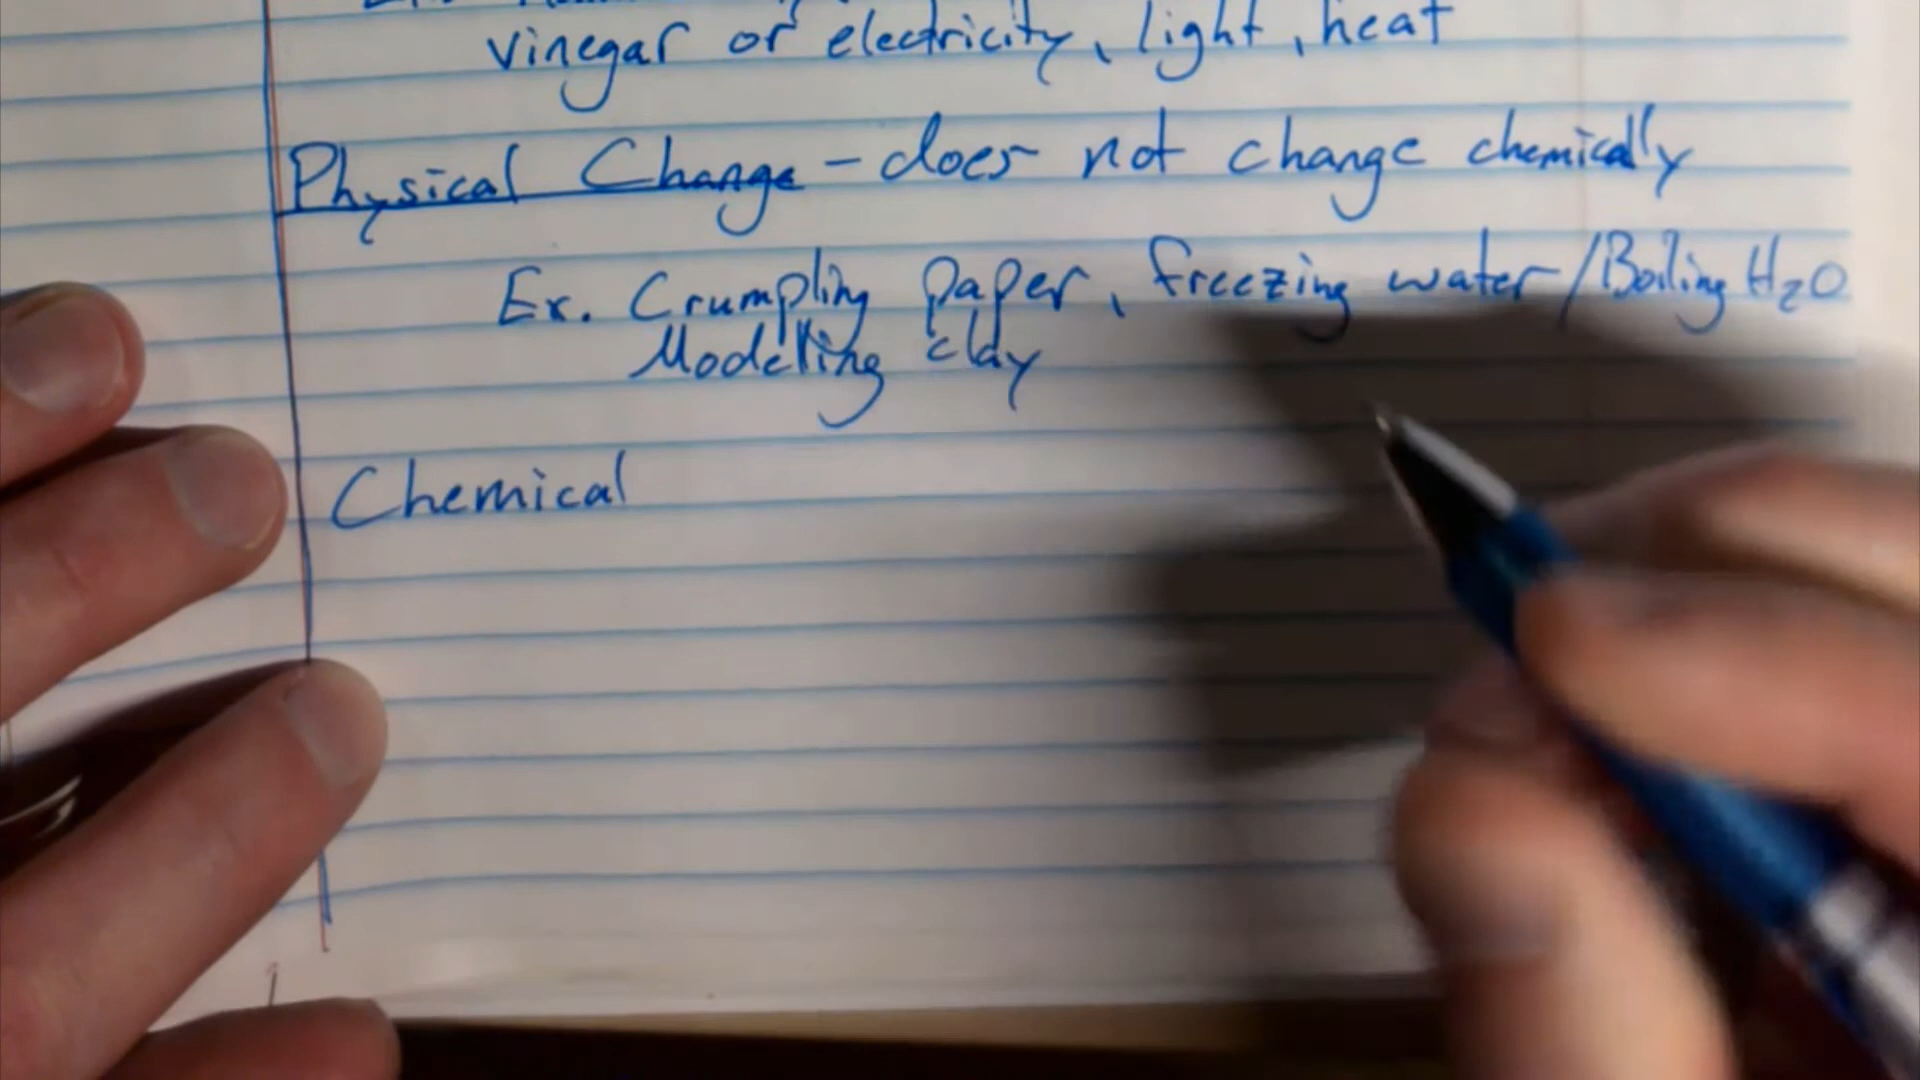 vinegar or electricity, light, heat
Physical Change - does not change chemically
Ex. Crumpling paper, freezing water/Boiling H₂O
Modeling clay
Chemical